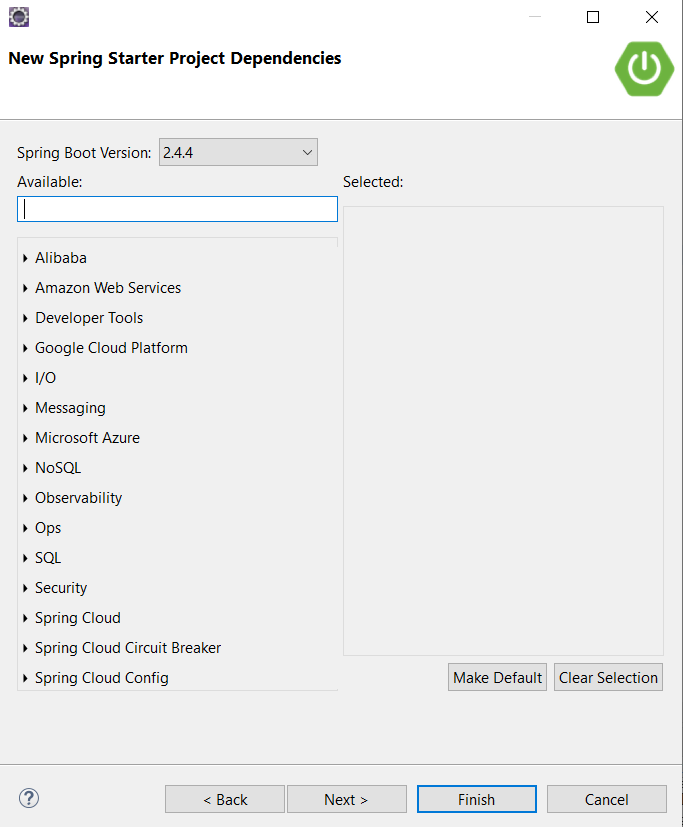 New Spring Starter Project Dependencies
Spring Boot Version: 2.4.4
Available:
Selected:
Alibaba
Amazon Web Services
Developer Tools
Google Cloud Platform
I/O
Messaging
Microsoft Azure
NoSQL
Observability
Ops
SQL
Security
Spring Cloud
Spring Cloud Circuit Breaker
Spring Cloud Config
Make Default Clear Selection
? < Back Next > Finish Cancel